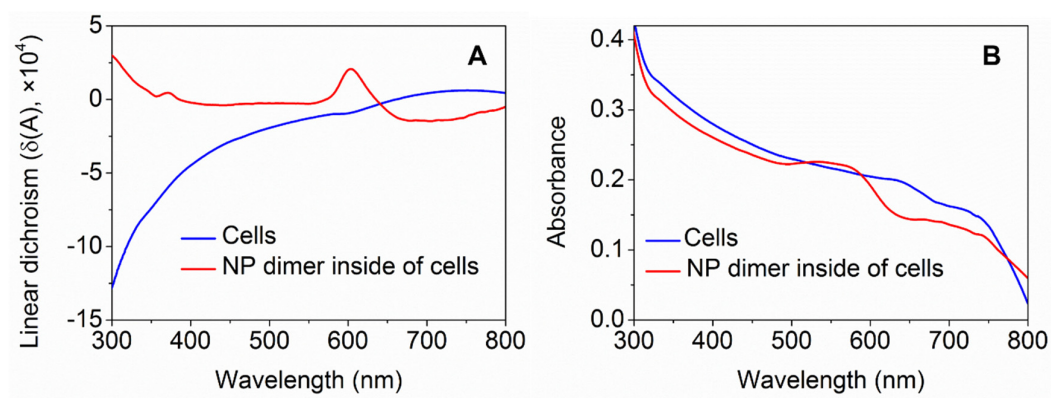 A
Linear dichroism (δ(A), ×10⁴)
5
0
-5
-10
-15
Cells
NP dimer inside of cells
300 400 500 600 700 800
Wavelength (nm)
B
Absorbance
0.4
0.3
0.2
0.1
0.0
Cells
NP dimer inside of cells
300 400 500 600 700 800
Wavelength (nm)